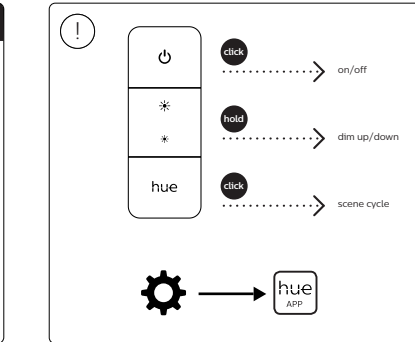 !
click
on/off
hold
dim up/down
hue
click
scene cycle
hue
APP